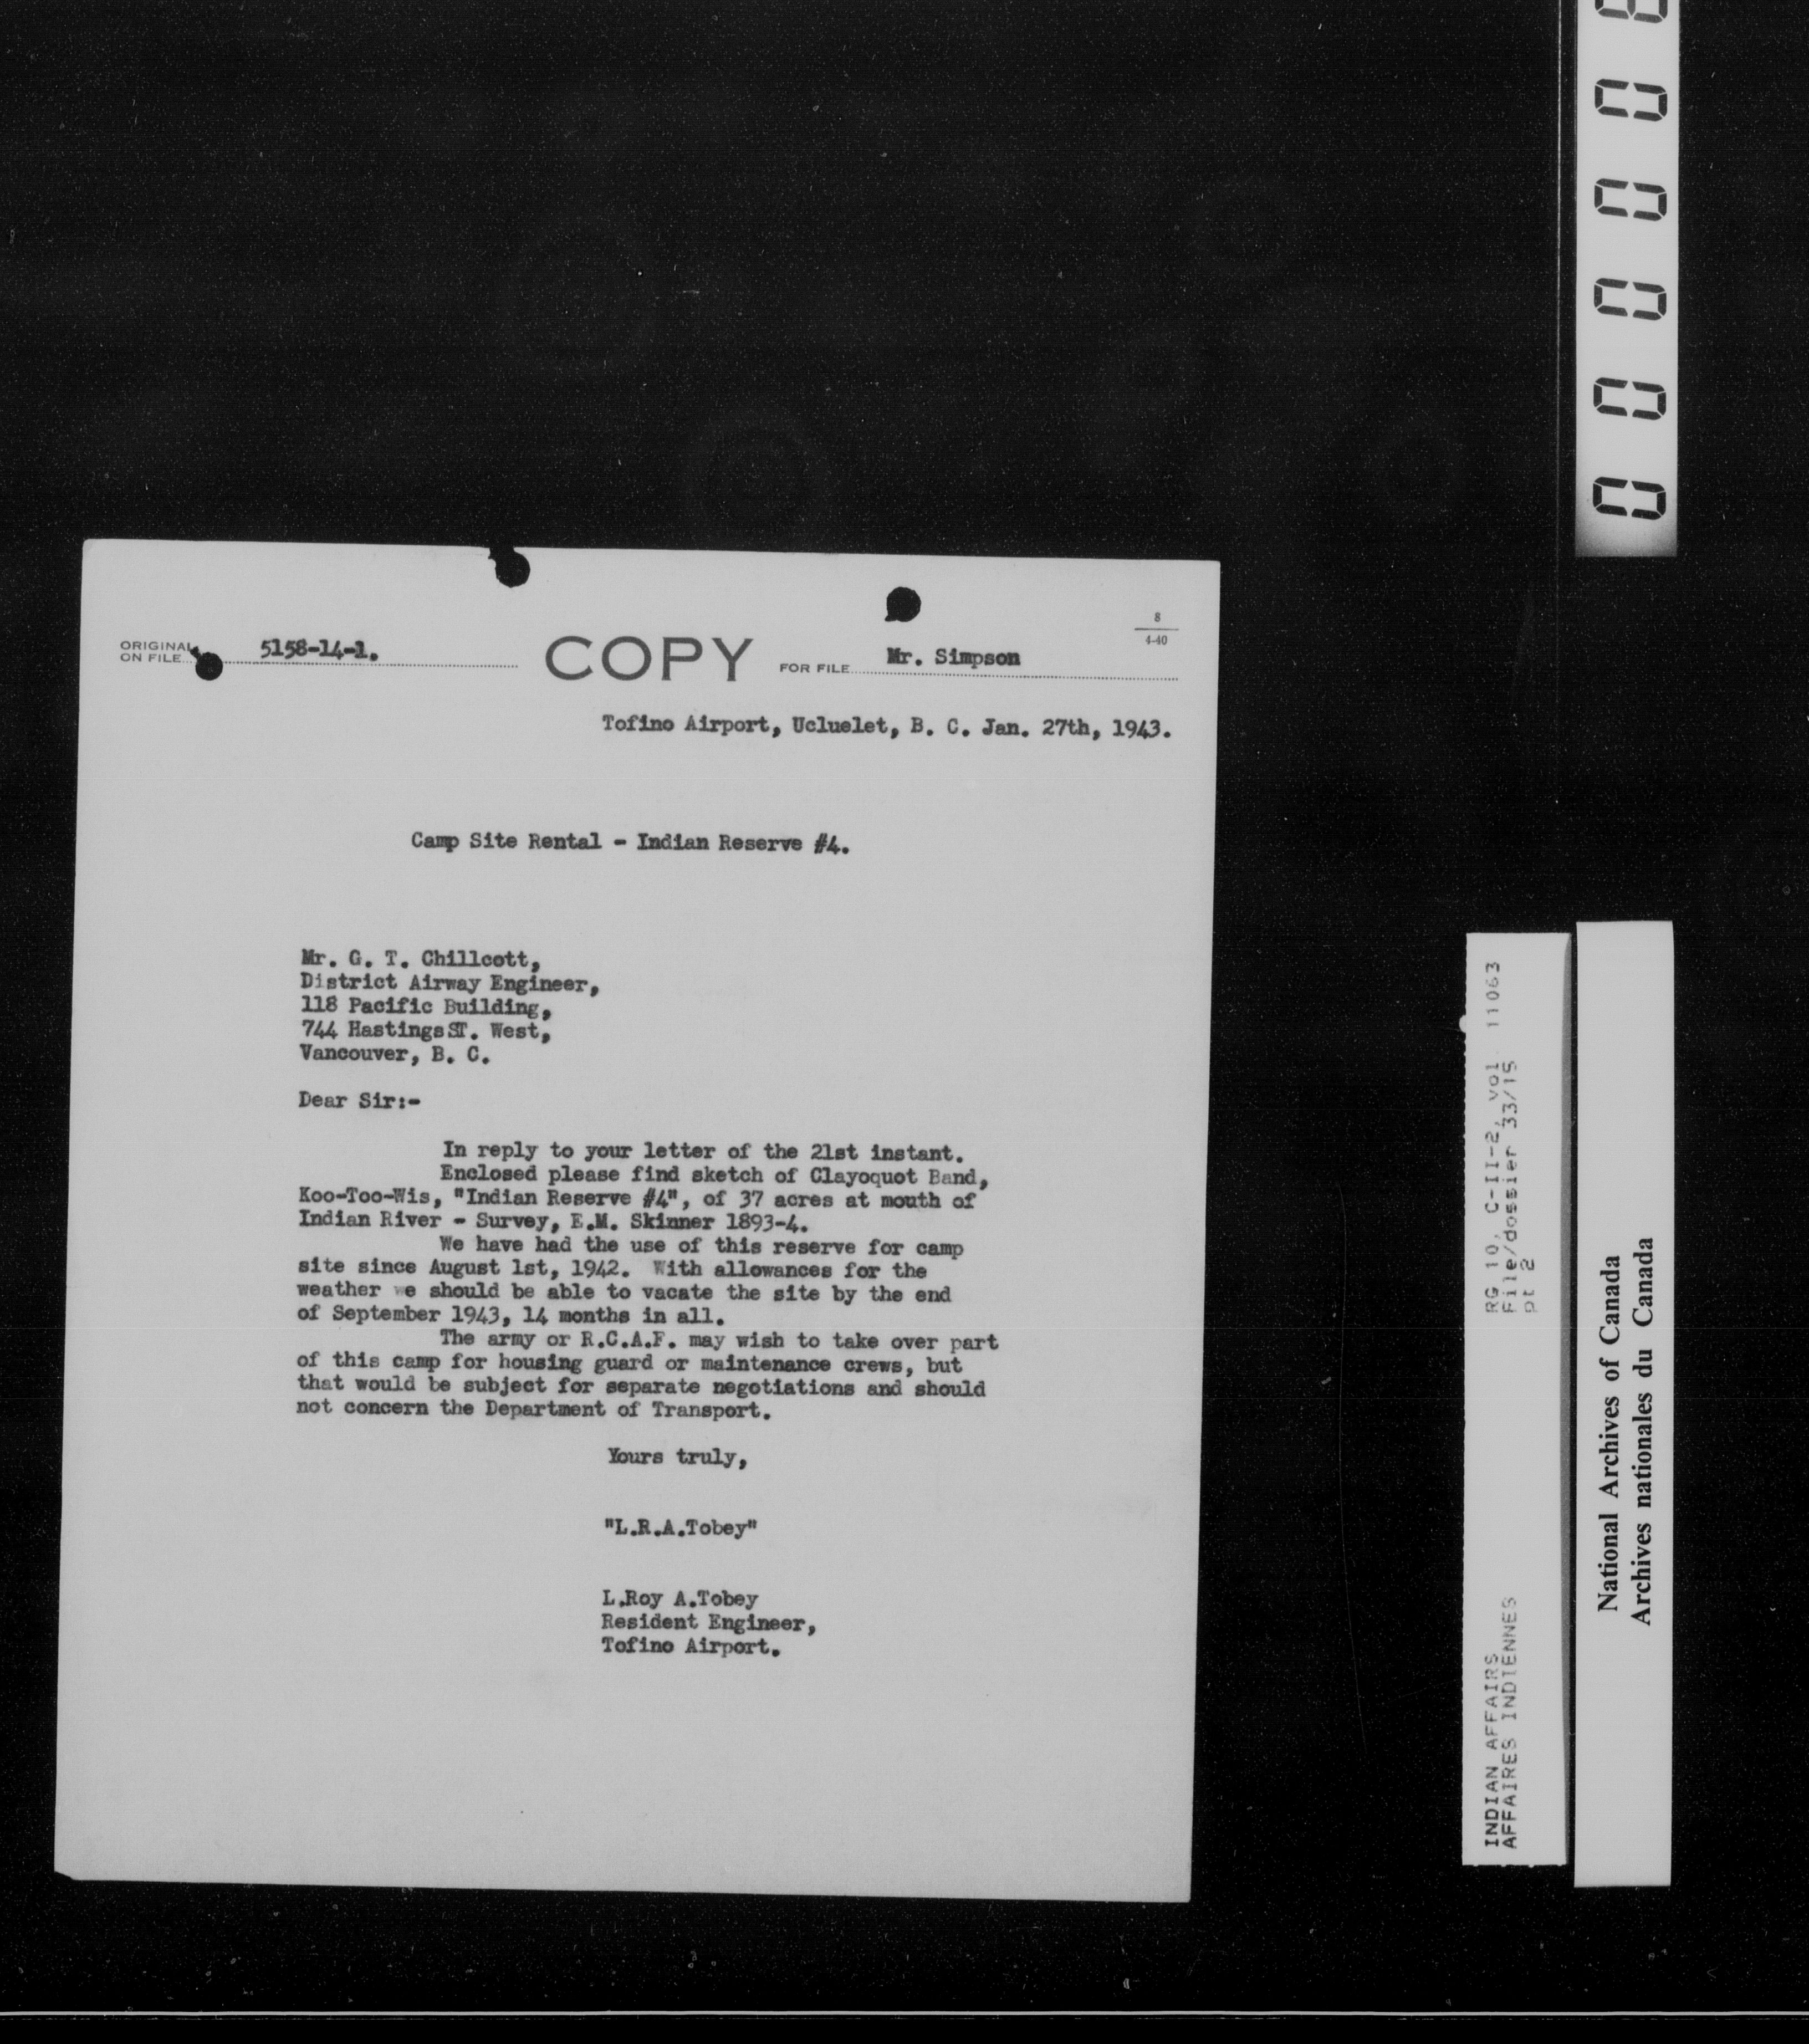 ORIGINAL
ON FILE 5158-14-1. COPY FOR FILE Mr. Simpson
8
4-40
Tofino Airport, Ucluelet, B. C. Jan. 27th, 1943.
Camp Site Rental - Indian Reserve #4.
Mr. G. T. Chillcott,
District Airway Engineer,
118 Pacific Building,
744 Hastings ST. West,
Vancouver, B. C.
Dear Sir:-
In reply to your letter of the 21st instant.
Enclosed please find sketch of Clayoquot Band,
Koo-Too-Wis, "Indian Reserve #4", of 37 acres at mouth of
Indian River - Survey, E.M. Skinner 1893-4.
We have had the use of this reserve for camp
site since August 1st, 1942. With allowances for the
weather we should be able to vacate the site by the end
of September 1943, 14 months in all.
The army or R.C.A.F. may wish to take over part
of this camp for housing guard or maintenance crews, but
that would be subject for separate negotiations and should
not concern the Department of Transport.
Yours truly,
"L.R.A.Tobey"
L.Roy A.Tobey
Resident Engineer,
Tofino Airport.
INDIAN AFFAIRS RG 10, C-II-2, vol 11063
AFFAIRES INDIENNES File/dossier 33/15
pt 2
National Archives of Canada
Archives nationales du Canada
00000